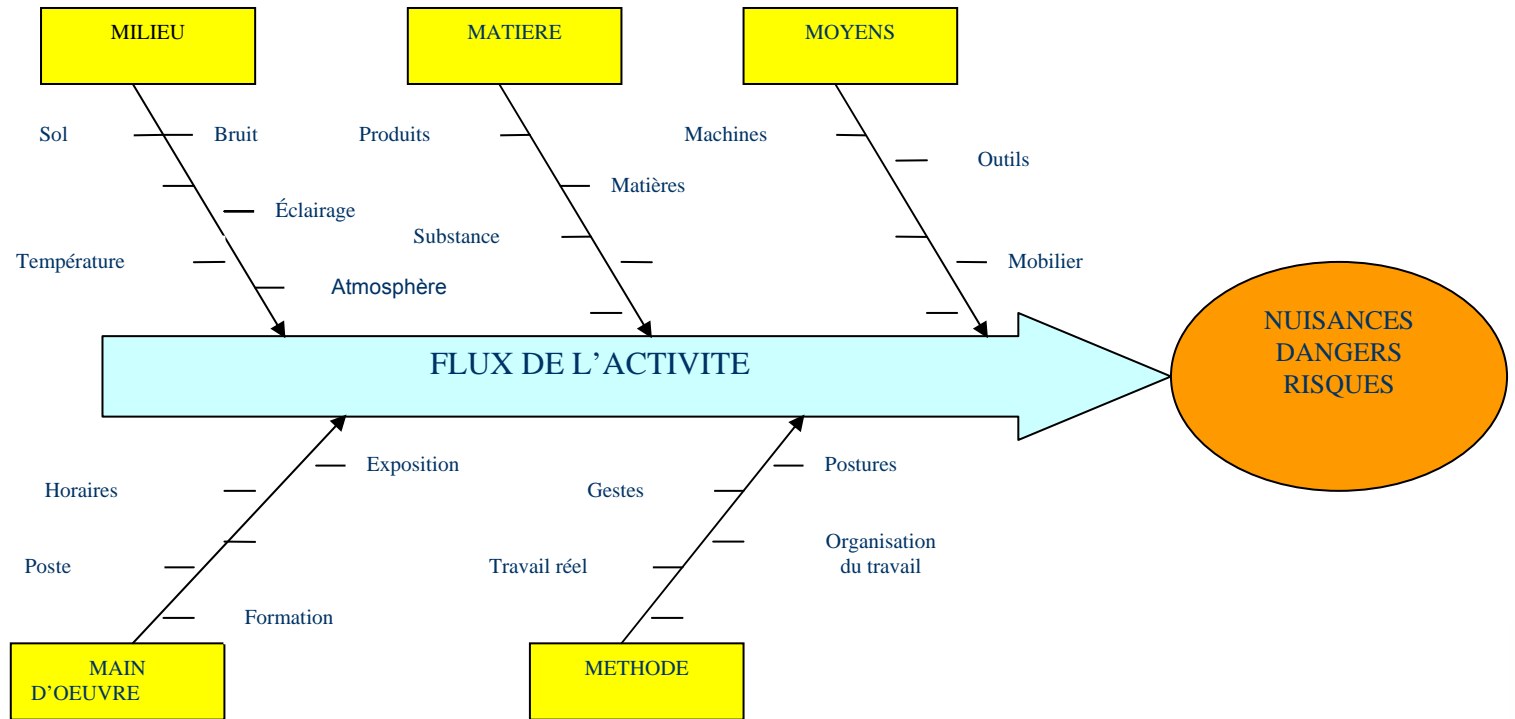 MILIEU
MATIERE
MOYENS
Sol
Bruit
Produits
Machines
Outils
Matières
Éclairage
Substance
Température
Mobilier
Atmosphère
NUISANCES
DANGERS
RISQUES
FLUX DE L'ACTIVITE
Exposition
Postures
Horaires
Gestes
Organisation
du travail
Poste
Travail réel
Formation
MAIN
D'OEUVRE
METHODE